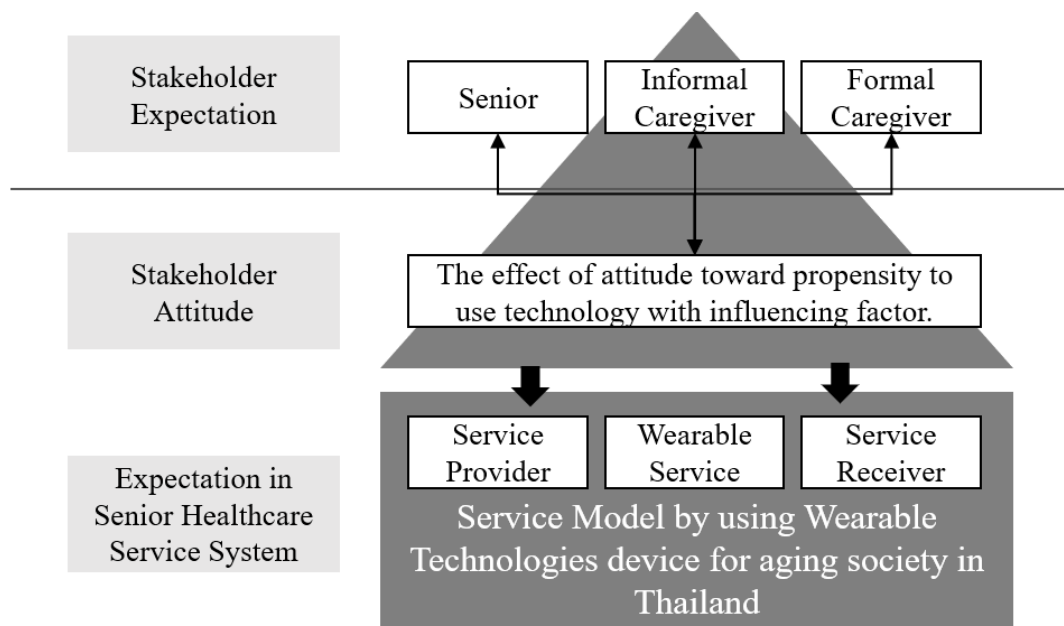 Stakeholder
Expectation
Senior
Informal
Caregiver
Formal
Caregiver
Stakeholder
Attitude
The effect of attitude toward propensity to
use technology with influencing factor.
Expectation in
Senior Healthcare
Service System
Service
Provider
Wearable
Service
Service
Receiver
Service Model by using Wearable
Technologies device for aging society in
Thailand